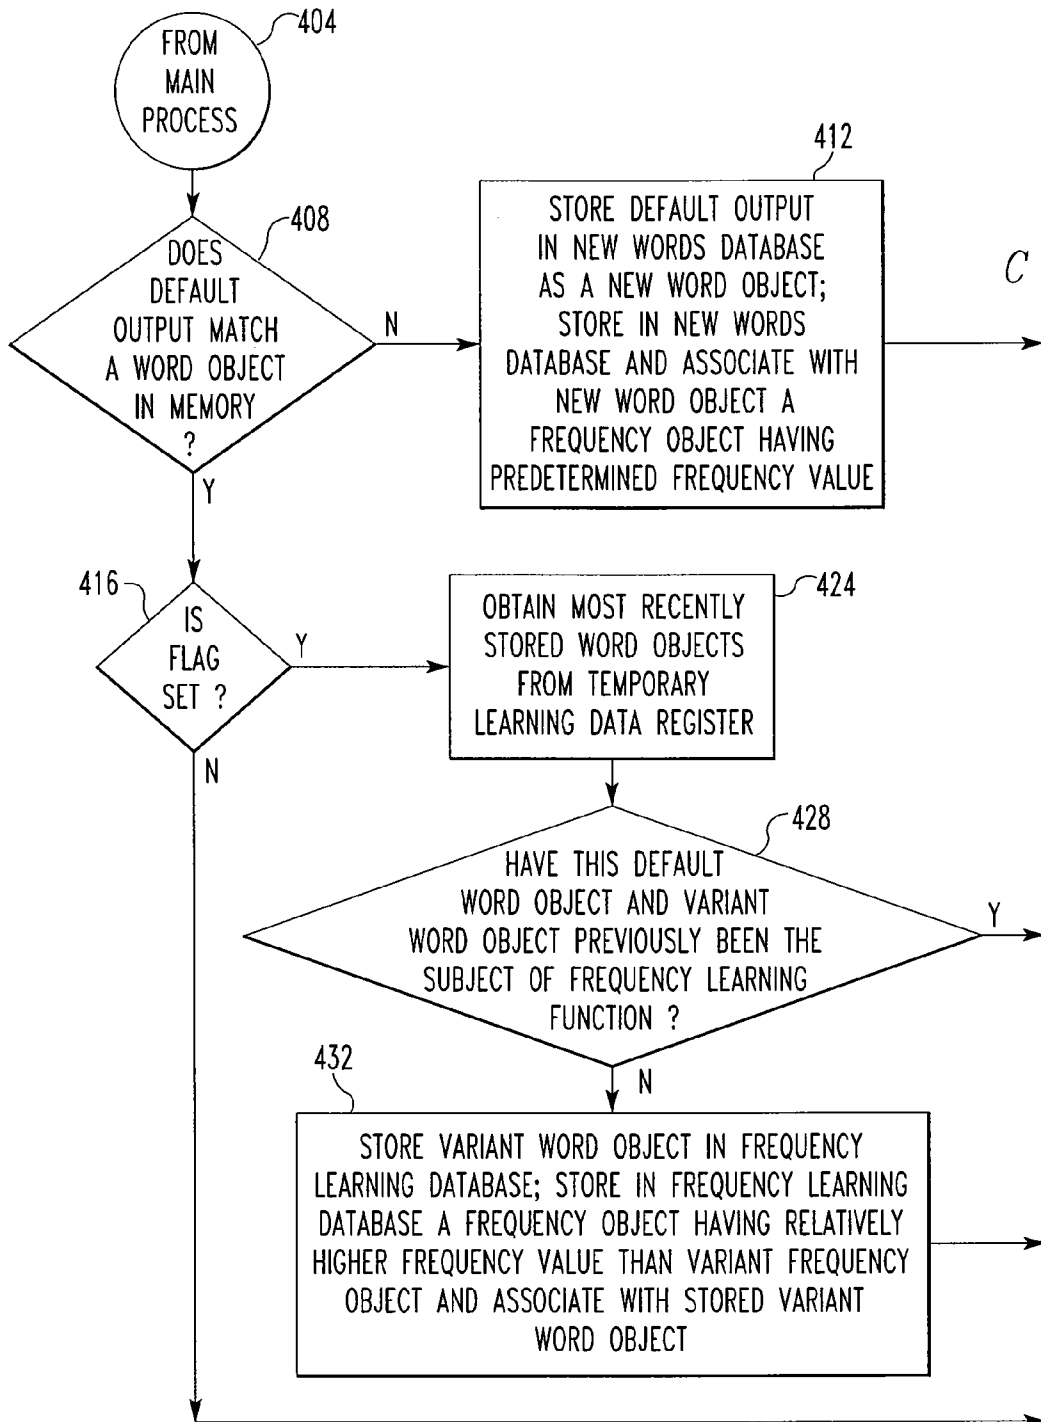 404
FROM
MAIN
PROCESS
408
DOES
DEFAULT
OUTPUT MATCH
A WORD OBJECT
IN MEMORY
?
N
Y
412
STORE DEFAULT OUTPUT
IN NEW WORDS DATABASE
AS A NEW WORD OBJECT;
STORE IN NEW WORDS
DATABASE AND ASSOCIATE WITH
NEW WORD OBJECT A
FREQUENCY OBJECT HAVING
PREDETERMINED FREQUENCY VALUE
C
416
IS
FLAG
SET ?
Y
N
424
OBTAIN MOST RECENTLY
STORED WORD OBJECTS
FROM TEMPORARY
LEARNING DATA REGISTER
428
HAVE THIS DEFAULT
WORD OBJECT AND VARIANT
WORD OBJECT PREVIOUSLY BEEN THE
SUBJECT OF FREQUENCY LEARNING
FUNCTION ?
Y
N
432
STORE VARIANT WORD OBJECT IN FREQUENCY
LEARNING DATABASE; STORE IN FREQUENCY LEARNING
DATABASE A FREQUENCY OBJECT HAVING RELATIVELY
HIGHER FREQUENCY VALUE THAN VARIANT FREQUENCY
OBJECT AND ASSOCIATE WITH STORED VARIANT
WORD OBJECT